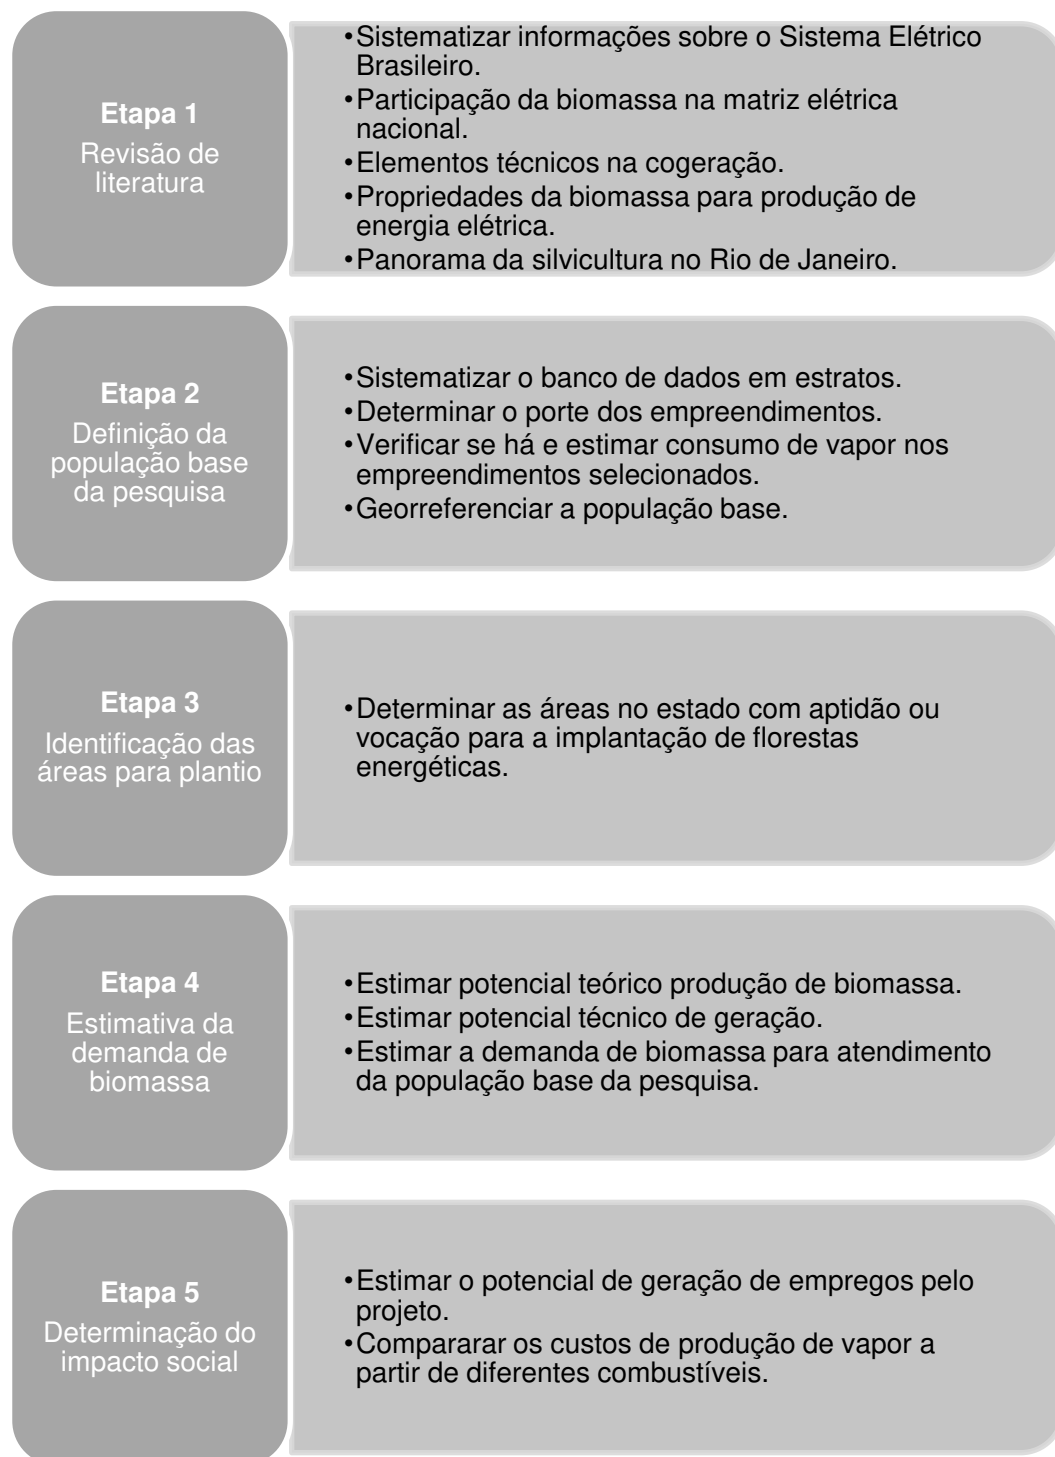 Etapa 1
Revisão de
literatura
•Sistematizar informações sobre o Sistema Elétrico
Brasileiro.
•Participação da biomassa na matriz elétrica
nacional.
•Elementos técnicos na cogeração.
•Propriedades da biomassa para produção de
energia elétrica.
•Panorama da silvicultura no Rio de Janeiro.
Etapa 2
Definição da
população base
da pesquisa
•Sistematizar o banco de dados em estratos.
•Determinar o porte dos empreendimentos.
•Verificar se há e estimar consumo de vapor nos
empreendimentos selecionados.
•Georreferenciar a população base.
Etapa 3
Identificação das
áreas para plantio
•Determinar as áreas no estado com aptidão ou
vocação para a implantação de florestas
energéticas.
Etapa 4
Estimativa da
demanda de
biomassa
•Estimar potencial teórico produção de biomassa.
•Estimar potencial técnico de geração.
•Estimar a demanda de biomassa para atendimento
da população base da pesquisa.
Etapa 5
Determinação do
impacto social
•Estimar o potencial de geração de empregos pelo
projeto.
•Compararar os custos de produção de vapor a
partir de diferentes combustíveis.